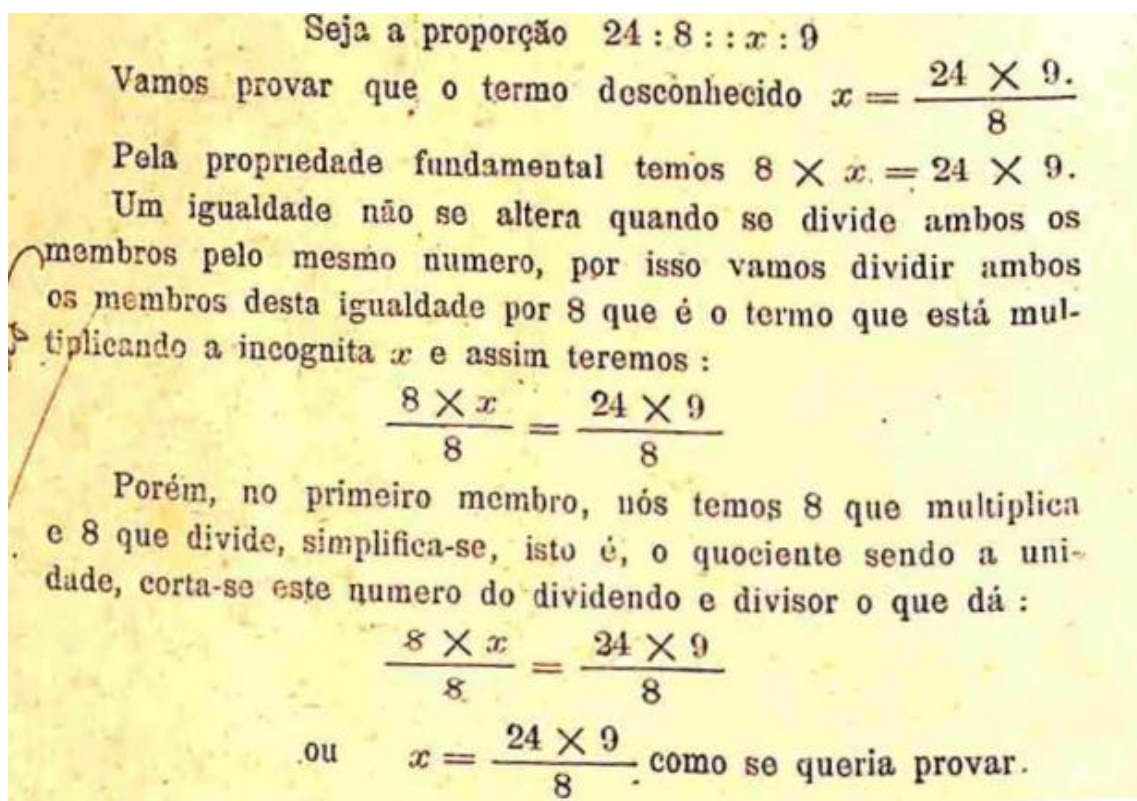 Seja a proporção 24 : 8 : : x : 9
Vamos provar que o termo desconhecido x = 24 × 9.
8
Pela propriedade fundamental temos 8 × x = 24 × 9.
Um igualdade não se altera quando se divide ambos os
membros pelo mesmo numero, por isso vamos dividir ambos
os membros desta igualdade por 8 que é o termo que está mul-
tiplicando a incognita x e assim teremos :
8 × x = 24 × 9
8 8
Porém, no primeiro membro, nós temos 8 que multiplica
e 8 que divide, simplifica-se, isto é, o quociente sendo a uni-
dade, corta-se este numero do dividendo e divisor o que dá :
8 × x = 24 × 9
8 8
ou x = 24 × 9 como se queria provar.
8